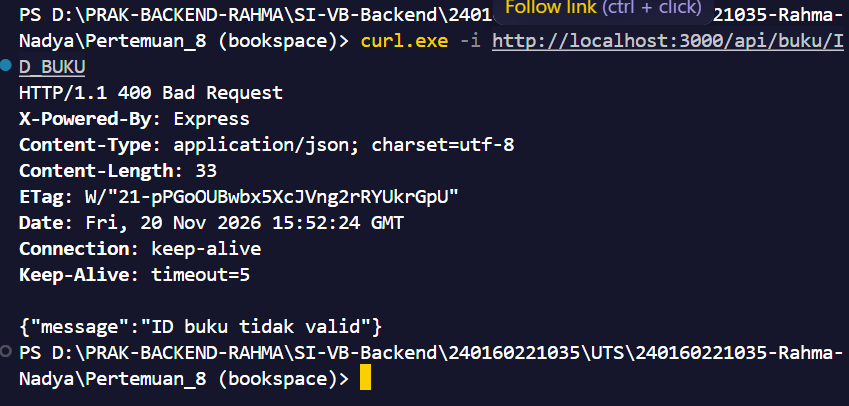 PS D:\PRAK-BACKEND-RAHMA\SI-VB-Backend\2401602 Follow link (ctrl + click) 21035-Rahma-
Nadya\Pertemuan_8 (bookspace)> curl.exe -i http://localhost:3000/api/buku/I
D_BUKU
HTTP/1.1 400 Bad Request
X-Powered-By: Express
Content-Type: application/json; charset=utf-8
Content-Length: 33
ETag: W/"21-pPGoOUBwbx5XcJVng2rRYUkrGpU"
Date: Fri, 20 Nov 2026 15:52:24 GMT
Connection: keep-alive
Keep-Alive: timeout=5
{"message":"ID buku tidak valid"}
PS D:\PRAK-BACKEND-RAHMA\SI-VB-Backend\240160221035\UTS\240160221035-Rahma-
Nadya\Pertemuan_8 (bookspace)>